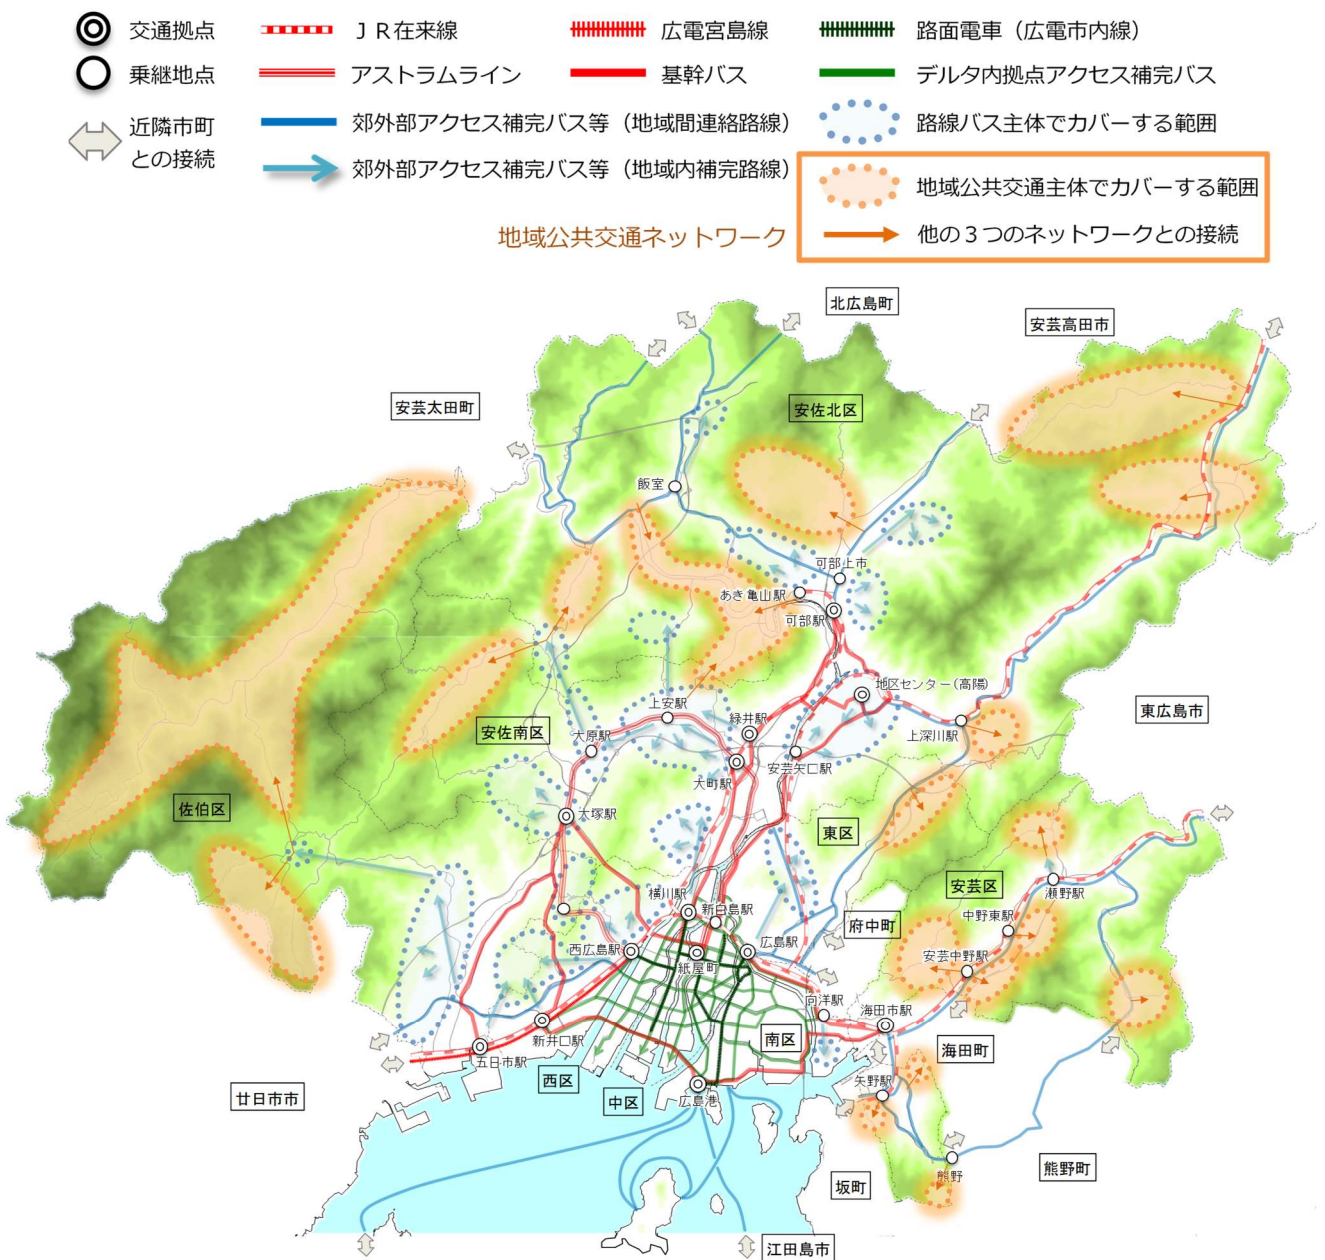 交通拠点
ＪＲ在来線
広電宮島線
路面電車（広電市内線）
乗継地点
アストラムライン
基幹バス
デルタ内拠点アクセス補完バス
近隣市町
との接続
郊外部アクセス補完バス等（地域間連絡路線）
路線バス主体でカバーする範囲
郊外部アクセス補完バス等（地域内補完路線）
地域公共交通主体でカバーする範囲
地域公共交通ネットワーク
他の３つのネットワークとの接続
北広島町
安芸高田市
安芸太田町
安佐北区
飯室
可部上市
あき亀山駅
可部駅
地区センター(高陽)
上安駅
緑井駅
上深川駅
東広島市
安佐南区
大原駅
大町駅
安芸矢口駅
佐伯区
大塚駅
東区
安芸区
瀬野駅
横川駅
新白島駅
府中町
中野東駅
西広島駅
紙屋町
広島駅
安芸中野駅
向洋駅
海田市駅
新井口駅
南区
五日市駅
海田町
西区
矢野駅
廿日市市
中区
広島港
熊野町
熊野
坂町
江田島市